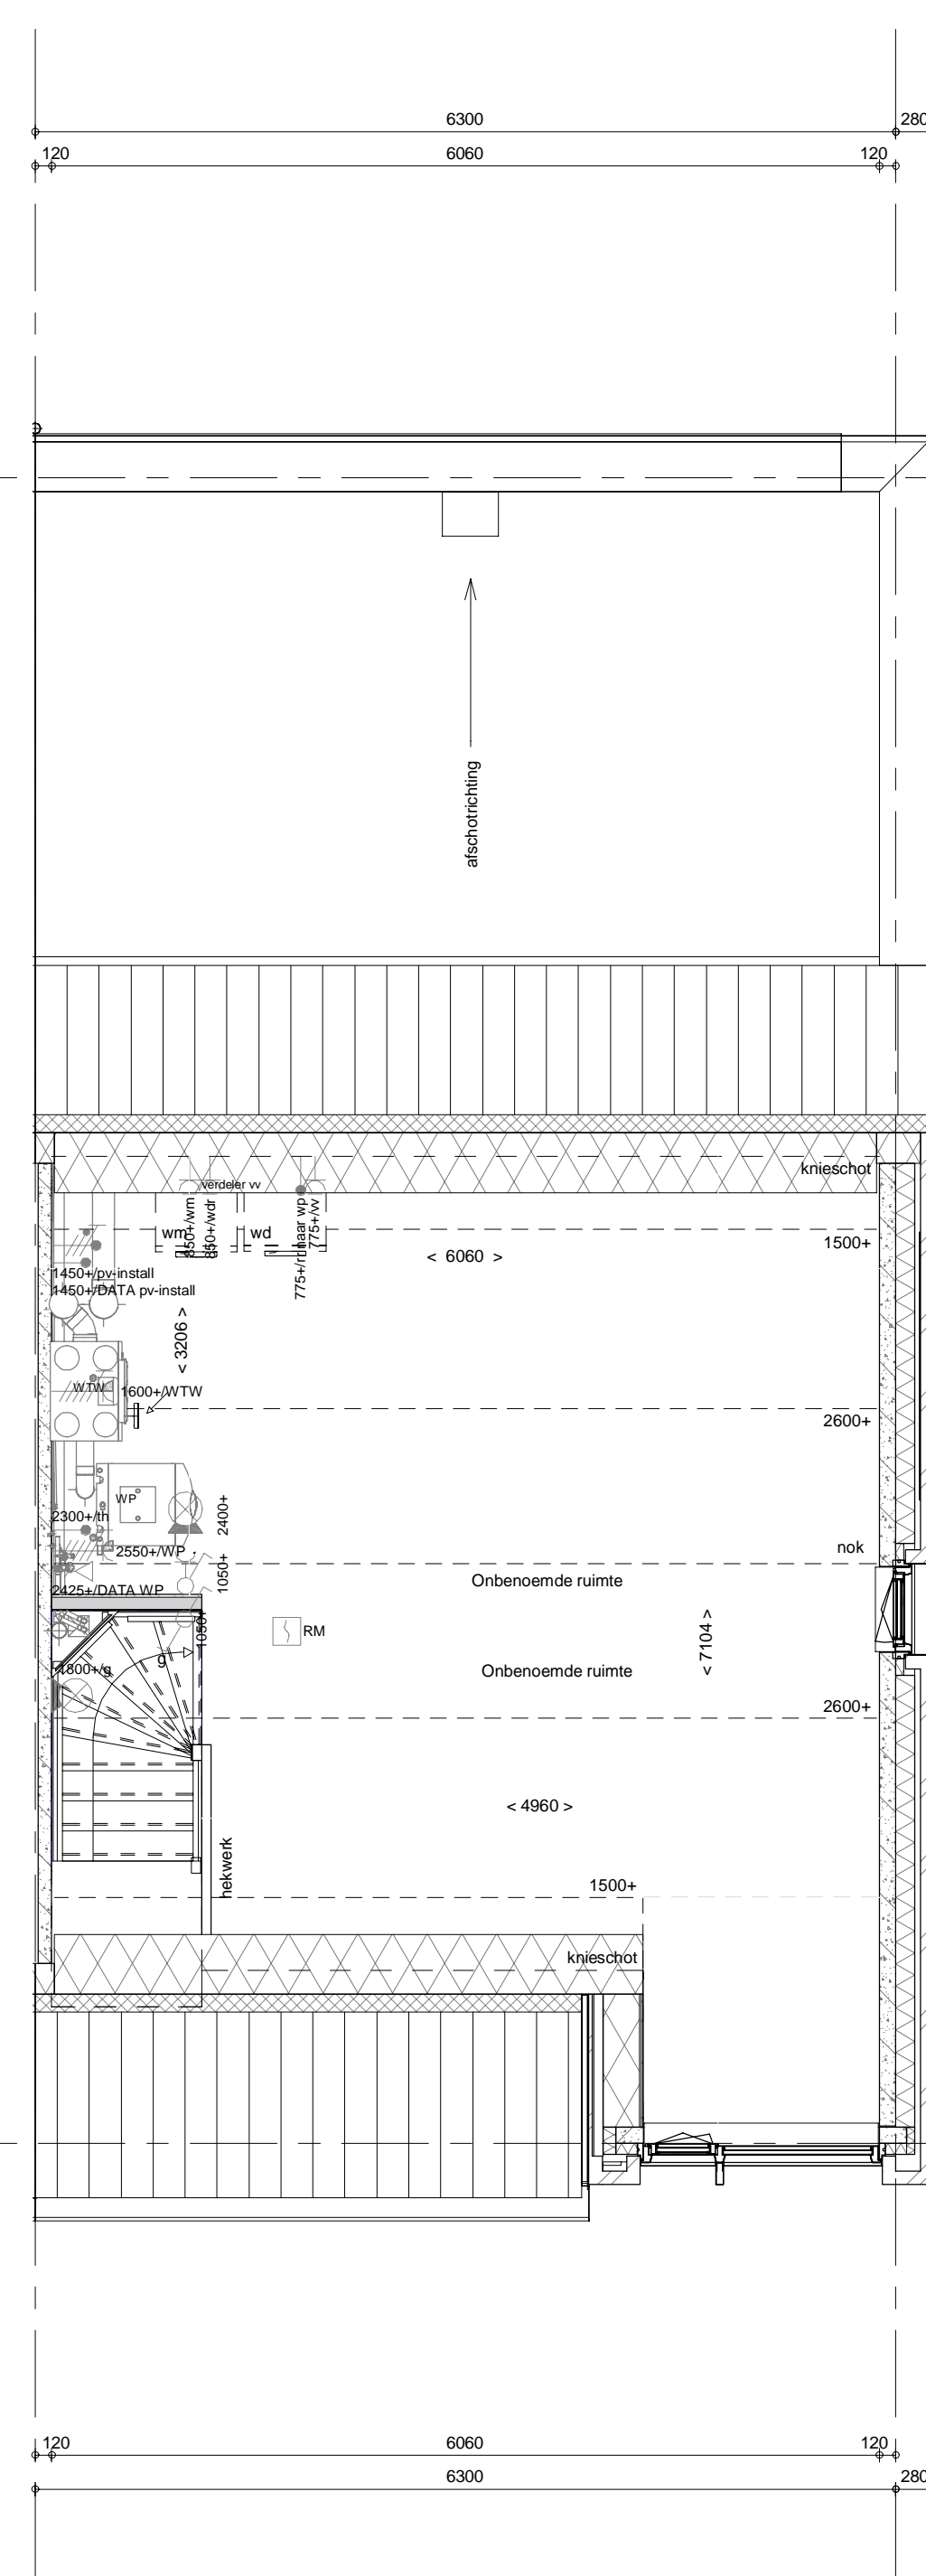 6300
280
120
6060
120
afschotrichting
knieschot
verdeler vv
wm
850+/wm
850+/wdr
wd
775+/ri naar wp
775+/vv
1500+
< 6060 >
1450+/pv-install
1450+/DATA pv-install
< 3206 >
WTW
1600+/WTW
2600+
WP
2300+/th
2400+
2550+/WP
nok
1050+
Onbenoemde ruimte
2425+/DATA WP
1050+
RM
< 7104 >
g
1800+/g
Onbenoemde ruimte
2600+
< 4960 >
hekwerk
1500+
knieschot
120
6060
120
6300
280